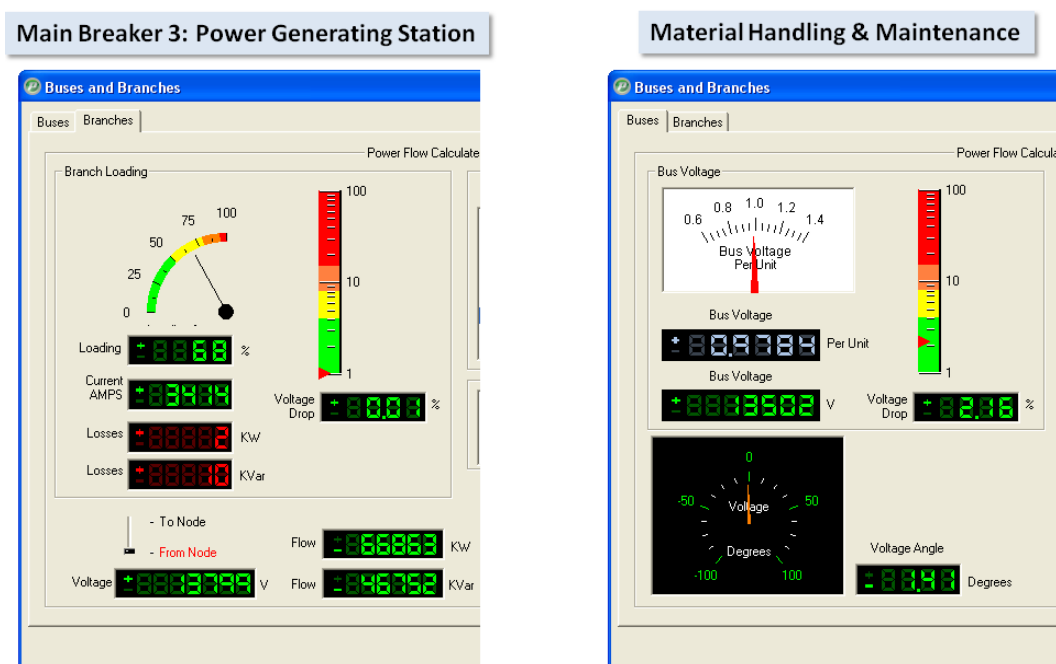 Main Breaker 3: Power Generating Station
Buses and Branches
Buses Branches
Power Flow Calculate
Branch Loading
100
75
50
25
0
100
10
1
Loading + 68 %
Current AMPS + 3414
Voltage Drop + 0.01 %
Losses 2 KW
Losses 10 KVar
- To Node
- From Node
Flow - 66863 KW
Voltage + 13799 V
Flow - 46752 KVar
Material Handling & Maintenance
Buses and Branches
Buses Branches
Power Flow Calcula
Bus Voltage
0.6 0.8 1.0 1.2 1.4
Bus Voltage
Per Unit
100
10
1
Bus Voltage
+ 0.9784 Per Unit
Bus Voltage
+ 13502 V
Voltage Drop + 2.16 %
0
-50 50
Voltage
Degrees
-100 100
Voltage Angle
- 1.41 Degrees